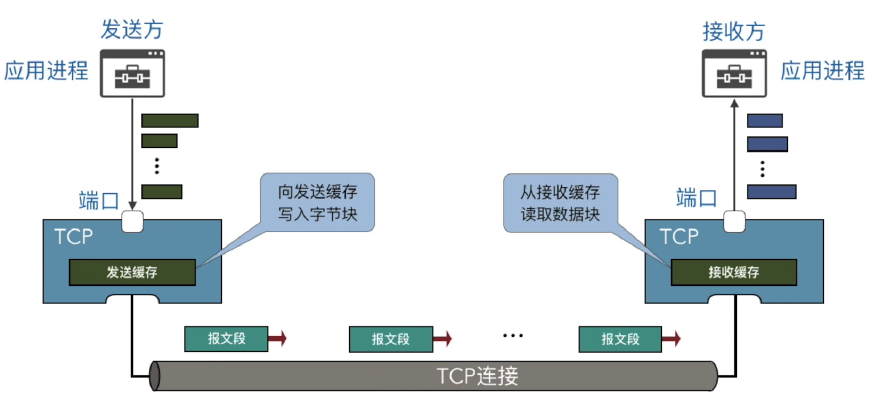 发送方
接收方
应用进程
应用进程
端口
向发送缓存
写入字节块
从接收缓存
读取数据块
端口
TCP
TCP
发送缓存
接收缓存
报文段
报文段
...
报文段
TCP连接